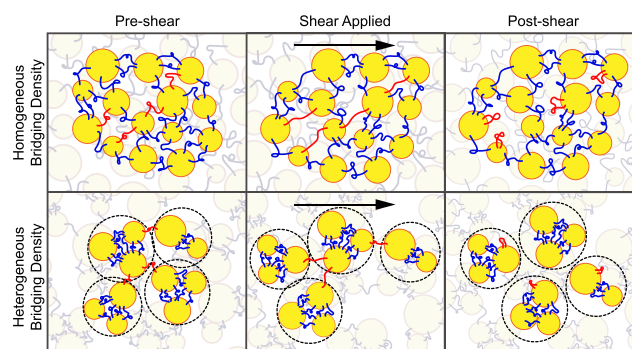 Pre-shear
Shear Applied
Post-shear
Homogeneous
Bridging Density
Heterogeneous
Bridging Density